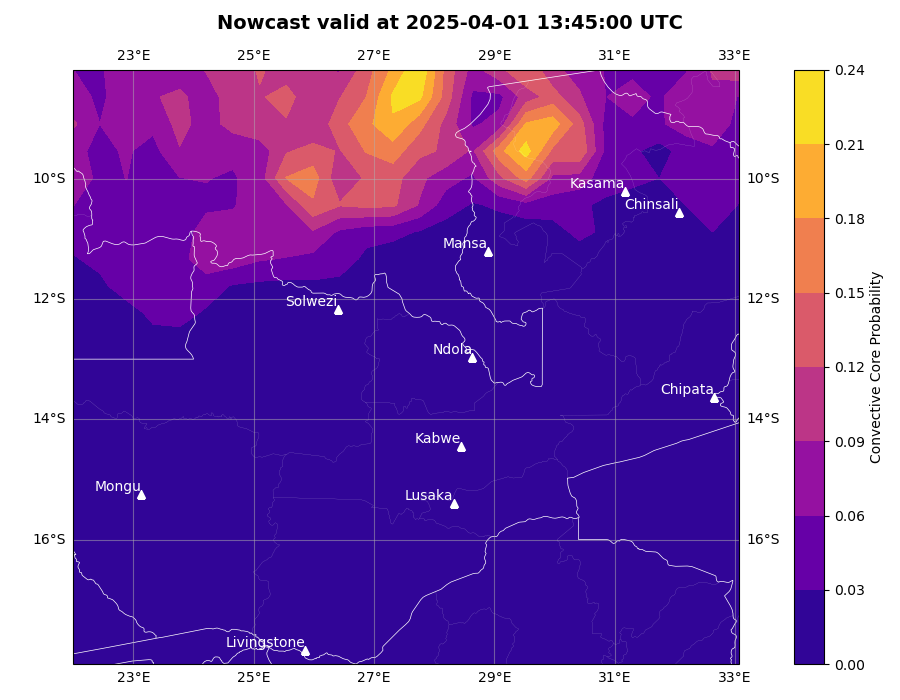 Nowcast valid at 2025-04-01 13:45:00 UTC
23°E 25°E 27°E 29°E 31°E 33°E
0.24
0.21
10°S Kasama 10°S
Chinsali
0.18
Mansa
0.15
12°S Solwezi 12°S
0.12
Ndola
Chipata
14°S 14°S
Kabwe
0.09
Convective Core Probability
Mongu
Lusaka
0.06
16°S 16°S
0.03
Livingstone
0.00
23°E 25°E 27°E 29°E 31°E 33°E